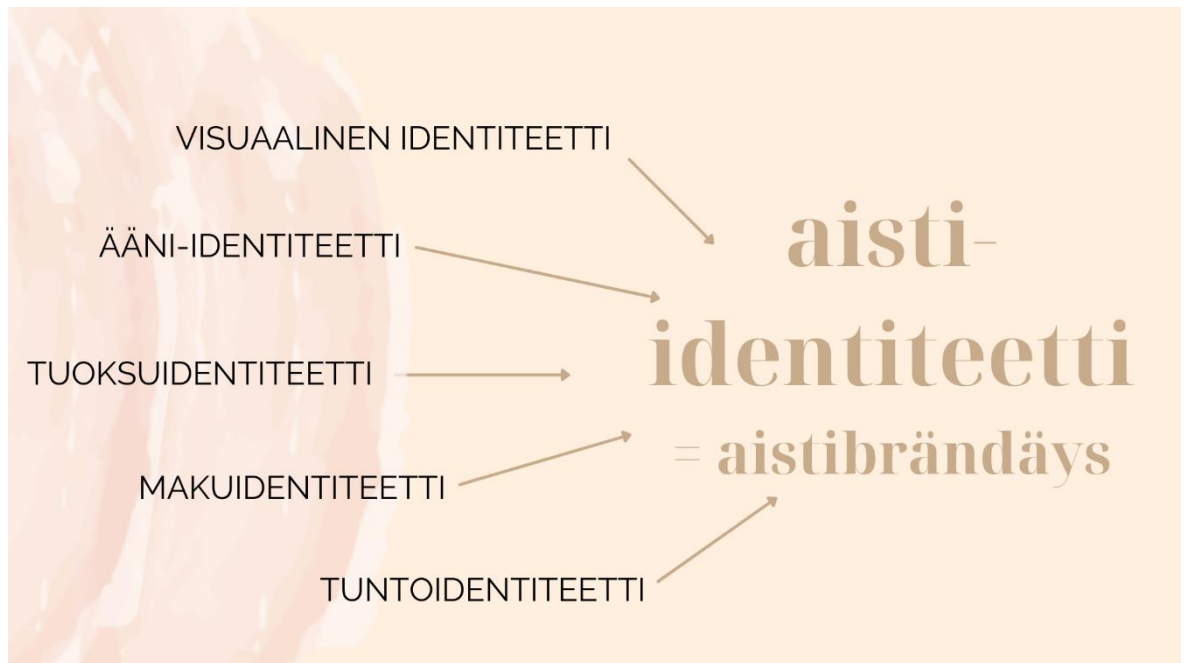 VISUAALINEN IDENTITEETTI
ÄÄNI-IDENTITEETTI
TUOKSUIDENTITEETTI
MAKUIDENTITEETTI
TUNTOIDENTITEETTI
aisti-
identiteetti
= aistibrändäys